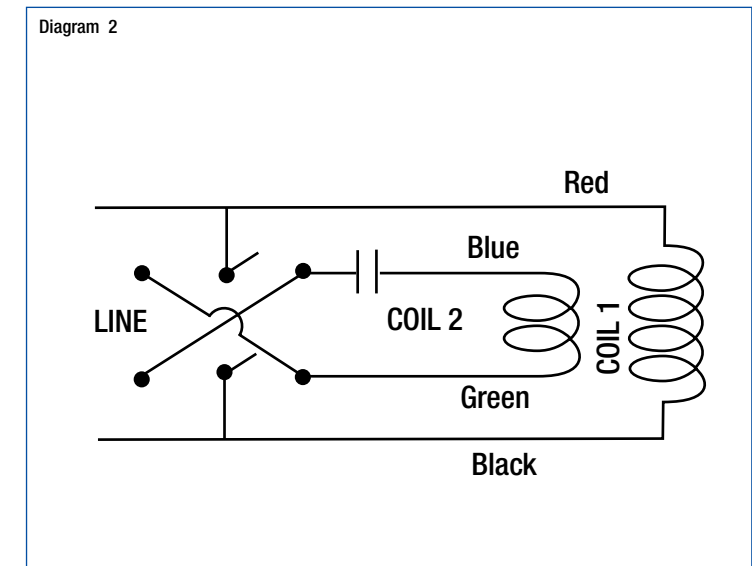 Diagram 2
Red
Blue
LINE
COIL 2
COIL 1
Green
Black